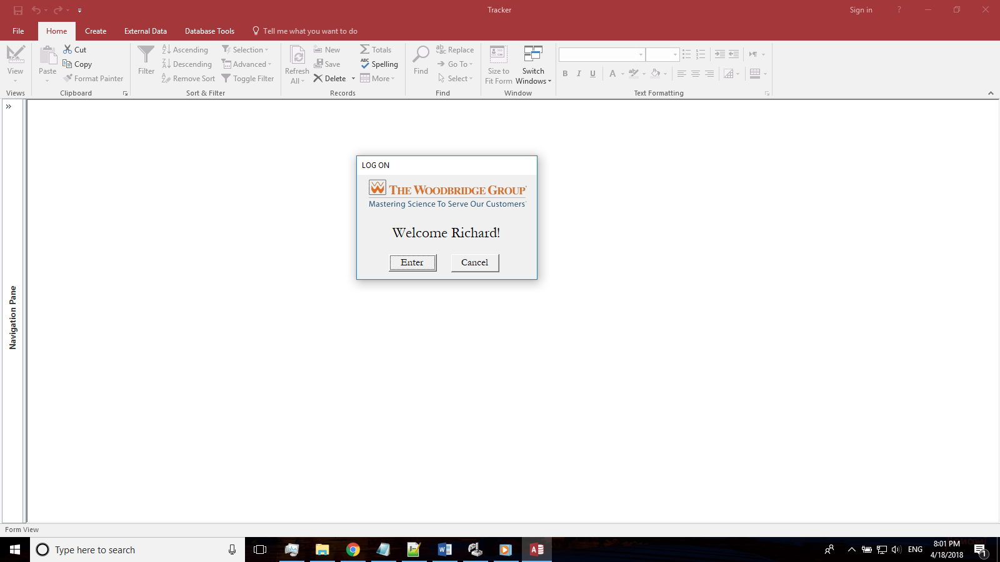 Tracker
Sign in
?
File
Home
Create
External Data
Database Tools
Tell me what you want to do
View
Views
Paste
Cut
Copy
Format Painter
Clipboard
Filter
Ascending
Descending
Remove Sort
Selection
Advanced
Toggle Filter
Sort & Filter
Refresh
All
New
Save
Delete
Totals
Spelling
More
Records
Find
Replace
Go To
Select
Find
Size to
Fit Form
Switch
Windows
Window
B I U
A
Text Formatting
Navigation Pane
LOG ON
THE WOODBRIDGE GROUP
Mastering Science To Serve Our Customers
Welcome Richard!
Enter
Cancel
Form View
Type here to search
ENG
8:01 PM
4/18/2018
1